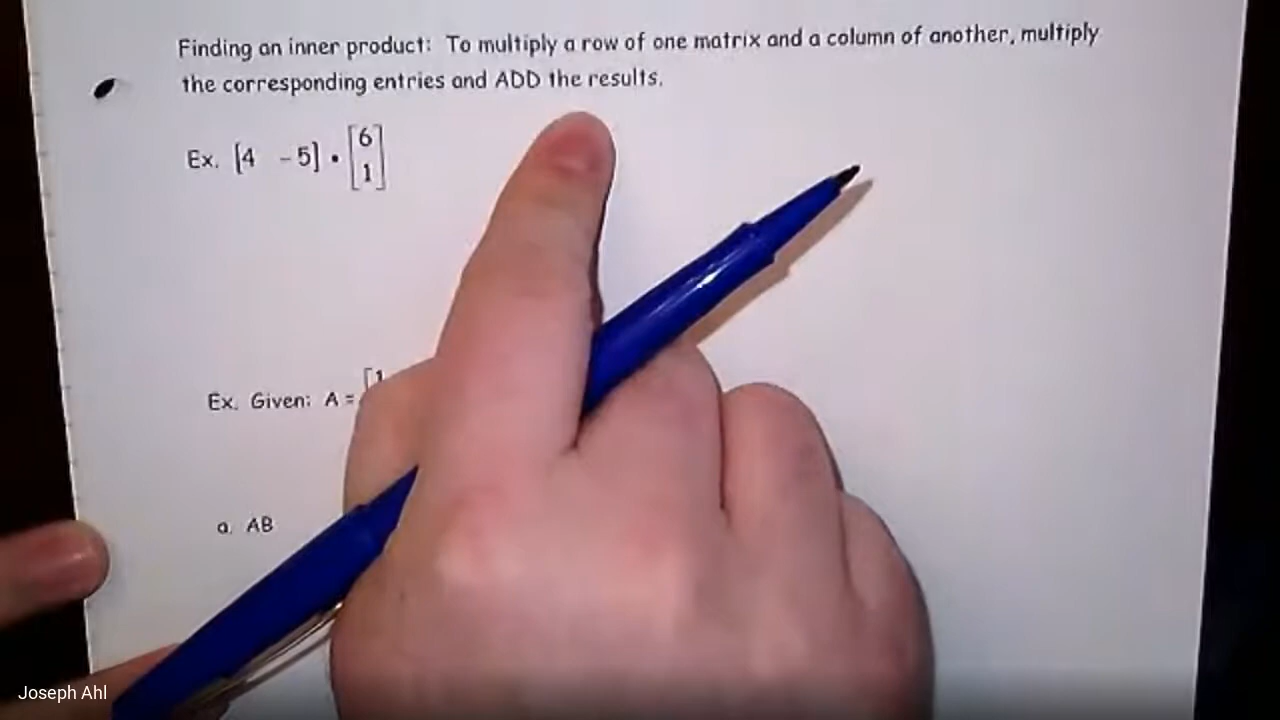 Finding an inner product: To multiply a row of one matrix and a column of another, multiply
the corresponding entries and ADD the results.
Ex. [4 -5] • [6
1]
Ex. Given: A = [1
a. AB
Joseph Ahl